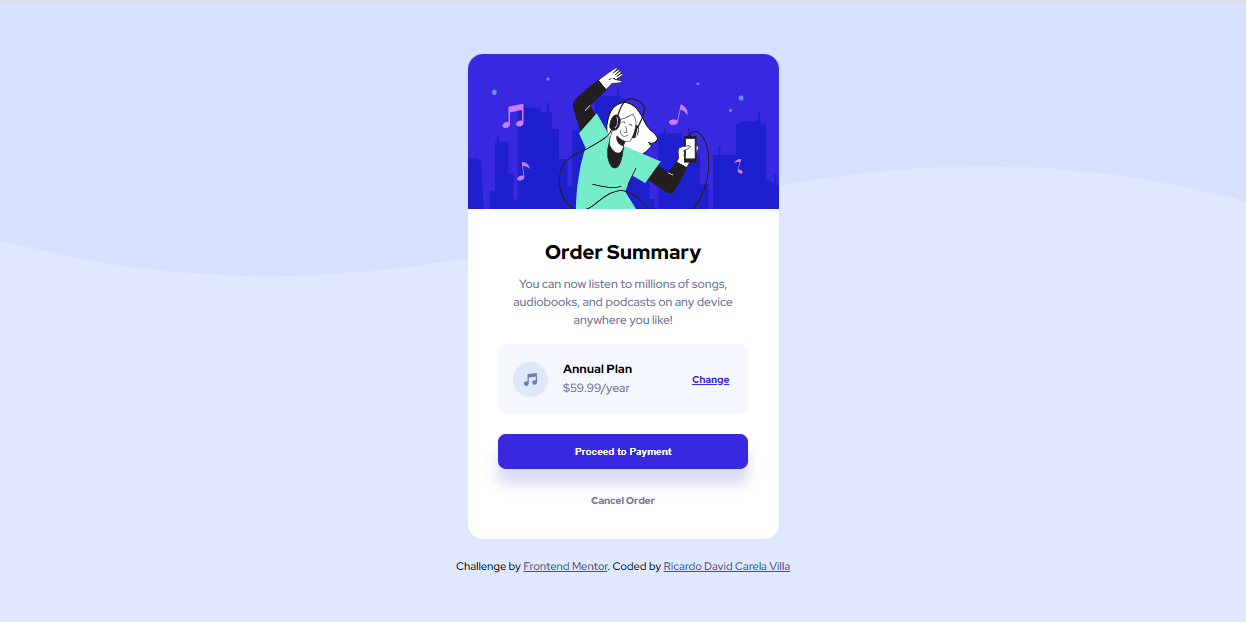 Order Summary
You can now listen to millions of songs,
audiobooks, and podcasts on any device
anywhere you like!
Annual Plan
$59.99/year
Change
Proceed to Payment
Cancel Order
Challenge by Frontend Mentor. Coded by Ricardo David Carela Villa